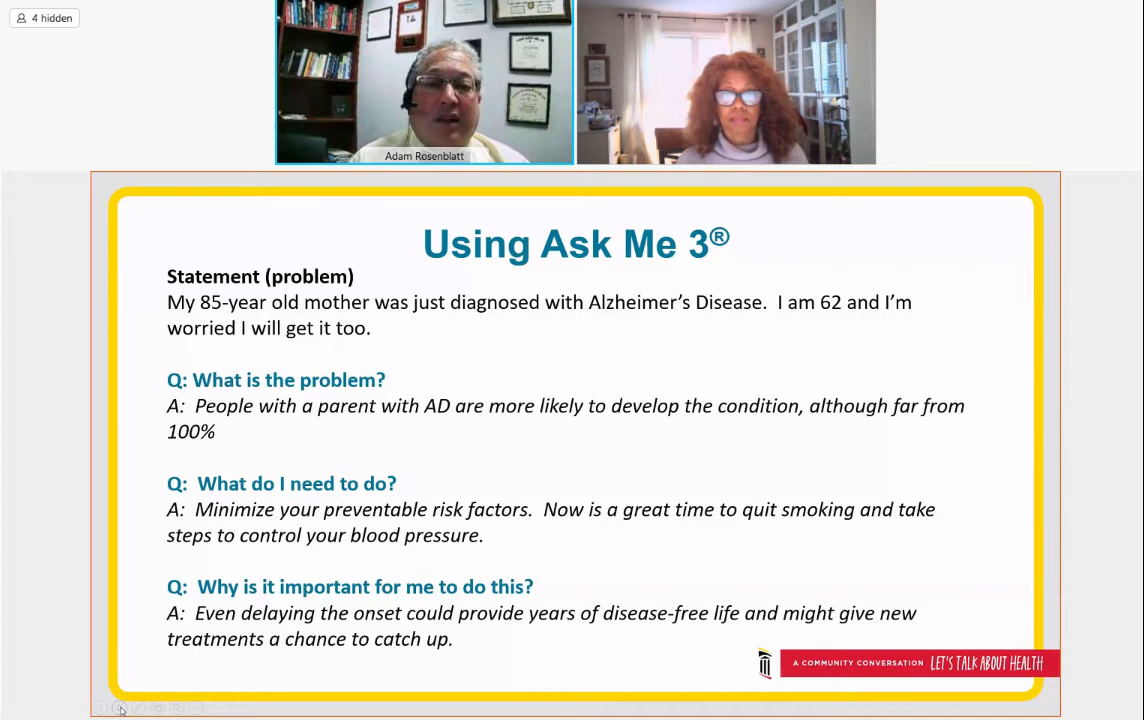 4 hidden
Adam Rosenblatt
Using Ask Me 3®
Statement (problem)
My 85-year old mother was just diagnosed with Alzheimer’s Disease.  I am 62 and I’m
worried I will get it too.
Q: What is the problem?
A:  People with a parent with AD are more likely to develop the condition, although far from
100%
Q:  What do I need to do?
A:  Minimize your preventable risk factors.  Now is a great time to quit smoking and take
steps to control your blood pressure.
Q:  Why is it important for me to do this?
A:  Even delaying the onset could provide years of disease-free life and might give new
treatments a chance to catch up.
A COMMUNITY CONVERSATION LET'S TALK ABOUT HEALTH